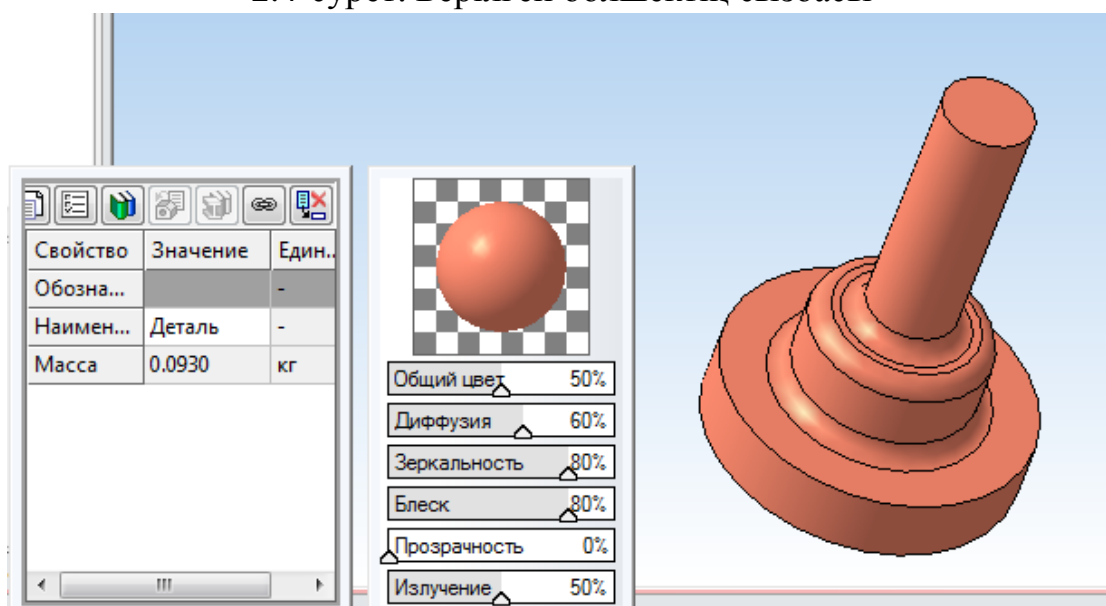 Свойство Значение Един..
Обозна... -
Наимен... Деталь -
Масса 0.0930 кг
Общий цвет 50%
Диффузия 60%
Зеркальность 80%
Блеск 80%
Прозрачность 0%
Излучение 50%